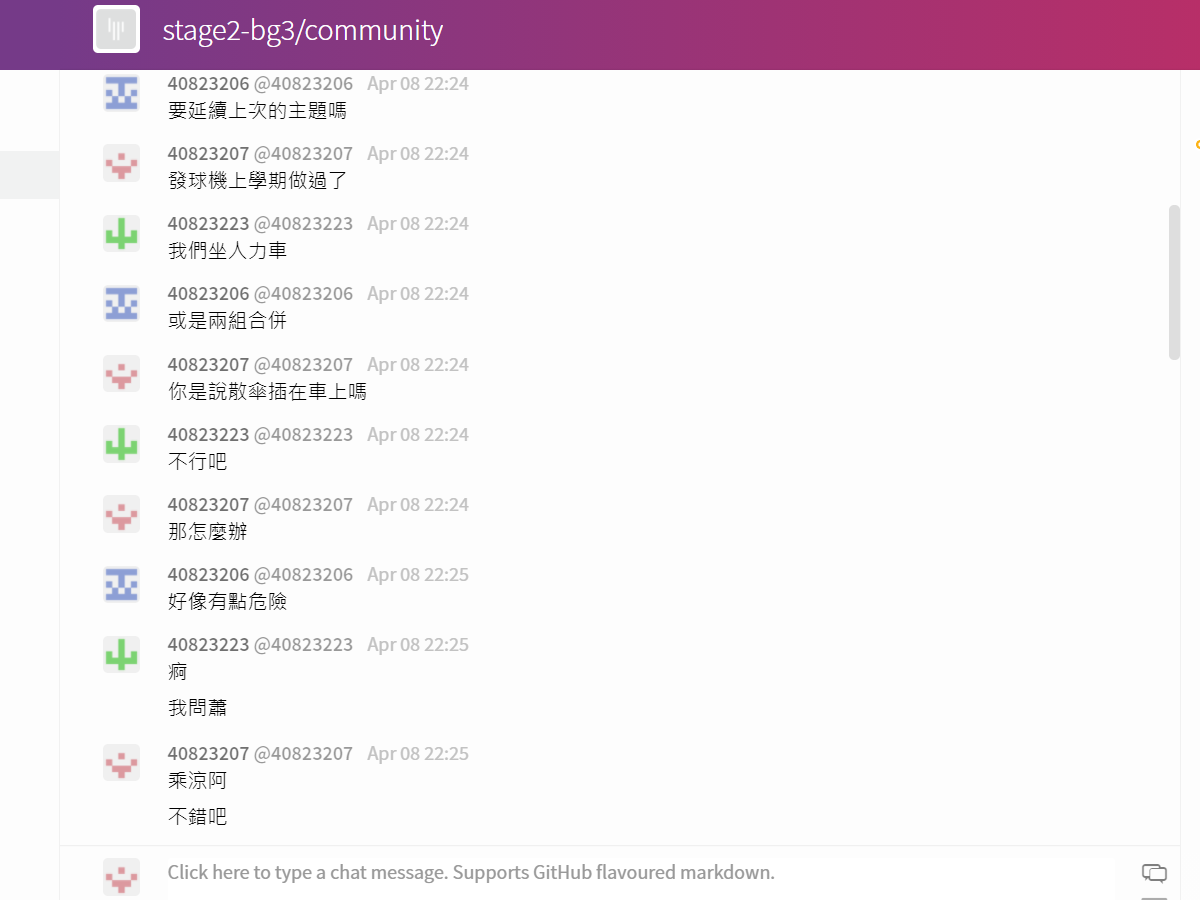 stage2-bg3/community
40823206 @40823206 Apr 08 22:24
要延續上次的主題嗎
40823207 @40823207 Apr 08 22:24
發球機上學期做過了
40823223 @40823223 Apr 08 22:24
我們坐人力車
40823206 @40823206 Apr 08 22:24
或是兩組合併
40823207 @40823207 Apr 08 22:24
你是說散傘插在車上嗎
40823223 @40823223 Apr 08 22:24
不行吧
40823207 @40823207 Apr 08 22:24
那怎麼辦
40823206 @40823206 Apr 08 22:25
好像有點危險
40823223 @40823223 Apr 08 22:25
痾
我問蕭
40823207 @40823207 Apr 08 22:25
乘涼阿
不錯吧
Click here to type a chat message. Supports GitHub flavoured markdown.